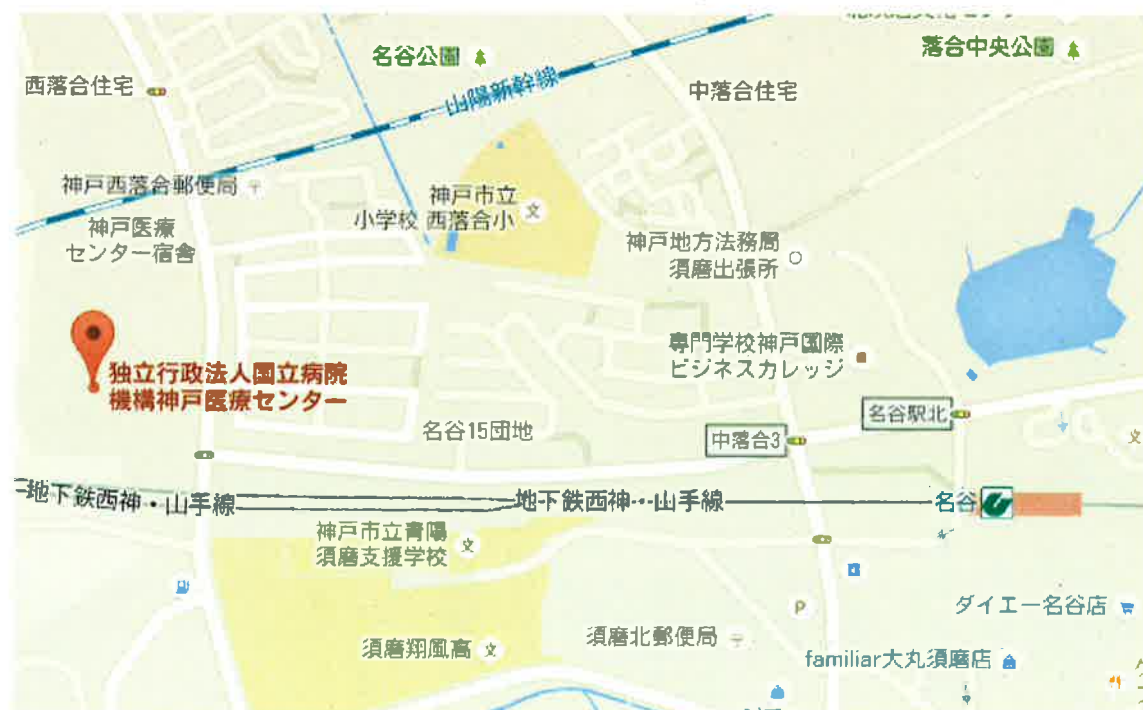 名谷公園
落合中央公園
西落合住宅
山陽新幹線
中落合住宅
神戸西落合郵便局
神戸市立
小学校 西落合小
神戸医療
センター宿舎
神戸地方法務局
須磨出張所
専門学校神戸国際
ビジネスカレッジ
独立行政法人国立病院
機構神戸医療センター
名谷駅北
名谷15団地
中落合3
地下鉄西神・山手線
地下鉄西神・山手線
名谷
神戸市立青陽
須磨支援学校
文
P
ダイエー名谷店
須磨北郵便局
須磨翔風高
文
familiar大丸須磨店